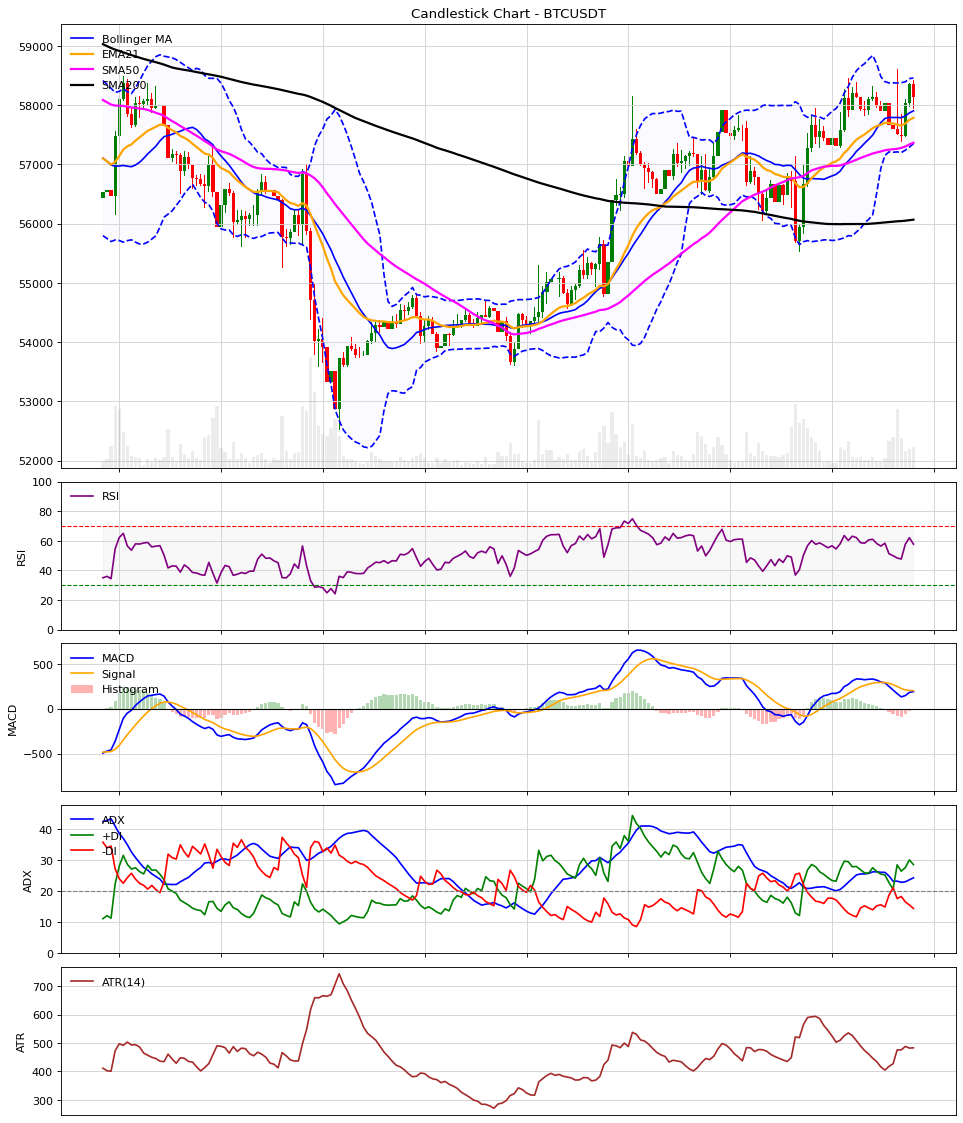 Candlestick Chart - BTCUSDT
59000
58000
57000
56000
55000
54000
53000
52000
Bollinger MA
EMA21
SMA50
SMA200
100
80
60
40
20
0
RSI
RSI
500
0
−500
MACD
MACD
Signal
Histogram
40
30
20
10
0
ADX
ADX
+DI
-DI
700
600
500
400
300
ATR
ATR(14)